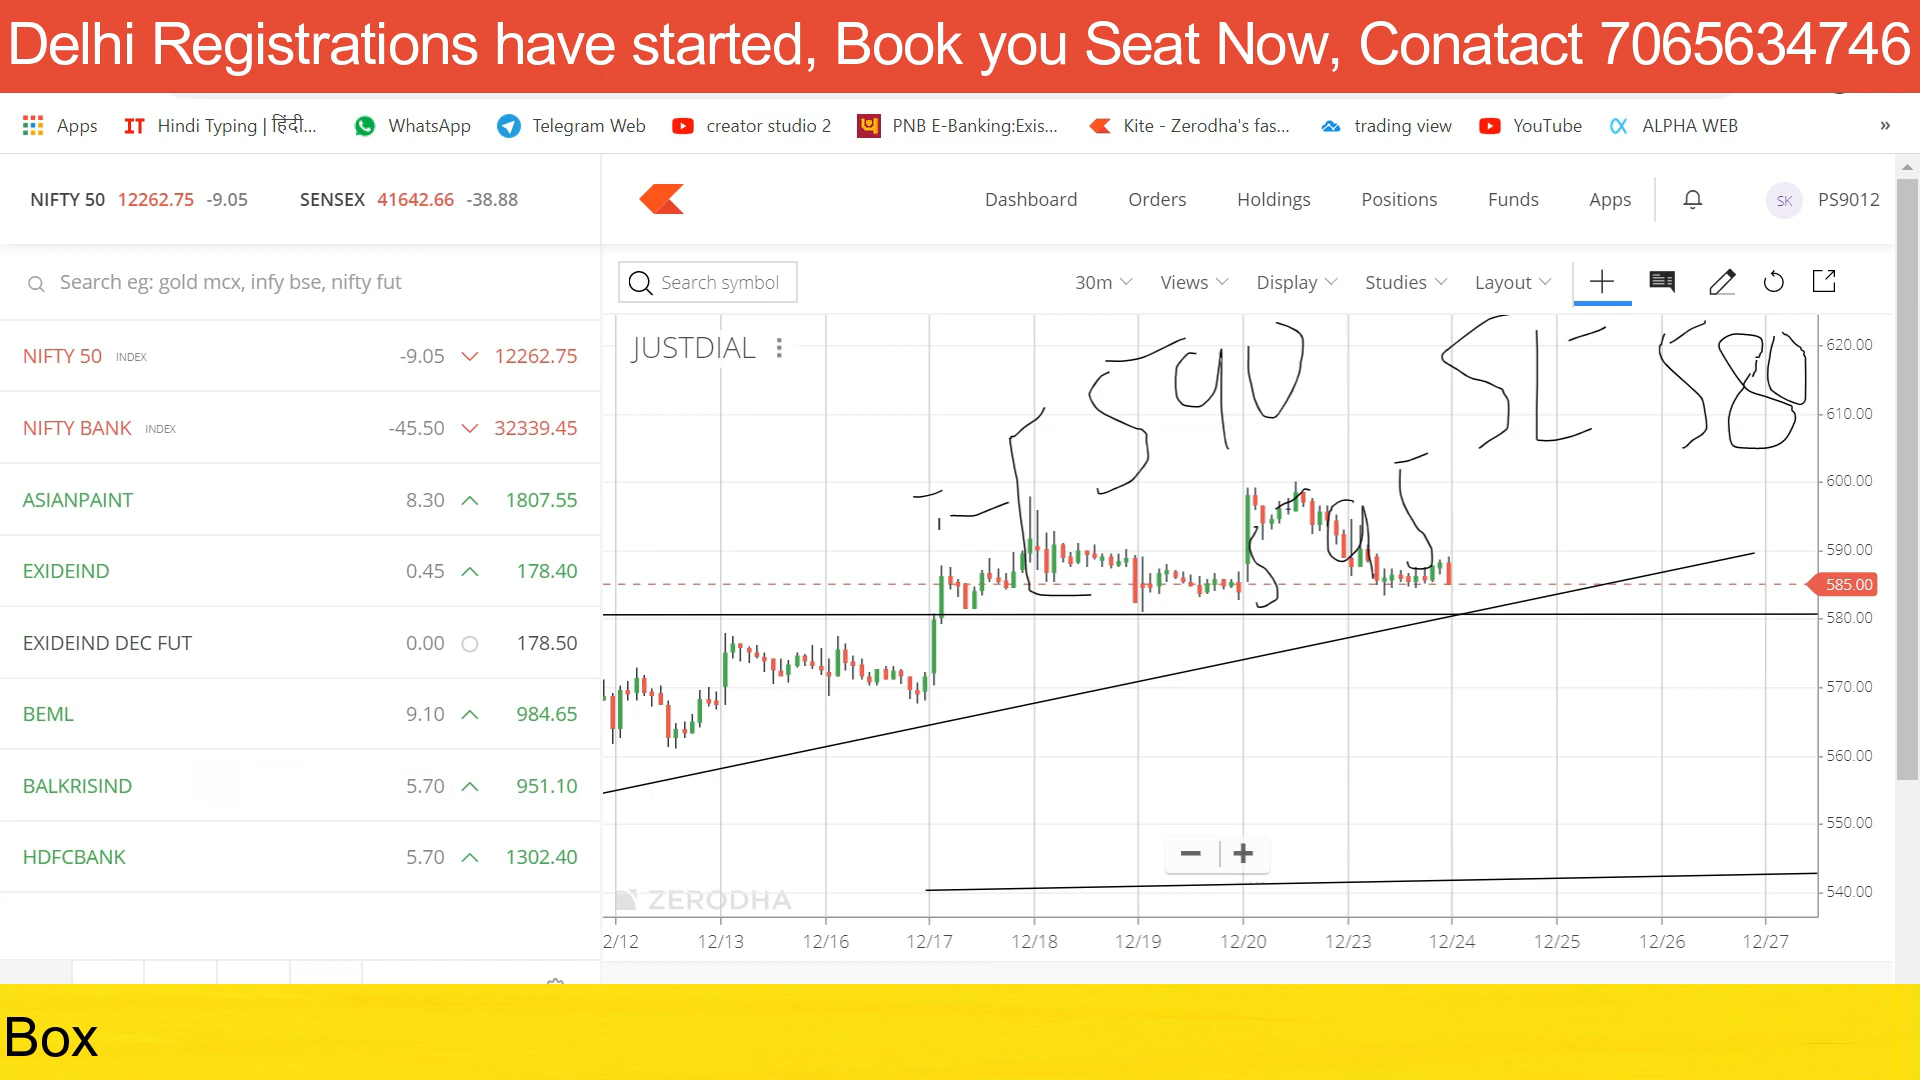 Delhi Registrations have started, Book you Seat Now, Conatact 7065634746
Apps IT Hindi Typing | हिंदी... WhatsApp Telegram Web creator studio 2 PNB E-Banking:Exis... Kite - Zerodha's fas... trading view YouTube ALPHA WEB »
NIFTY 50 12262.75 -9.05 SENSEX 41642.66 -38.88
Dashboard Orders Holdings Positions Funds Apps SK PS9012
Search eg: gold mcx, infy bse, nifty fut
Search symbol 30m Views Display Studies Layout
NIFTY 50 INDEX -9.05 12262.75
NIFTY BANK INDEX -45.50 32339.45
ASIANPAINT 8.30 1807.55
EXIDEIND 0.45 178.40
EXIDEIND DEC FUT 0.00 178.50
BEML 9.10 984.65
BALKRISIND 5.70 951.10
HDFCBANK 5.70 1302.40
JUSTDIAL
590 SL 580
620.00
610.00
600.00
590.00
585.00
580.00
570.00
560.00
550.00
540.00
ZERODHA
2/12 12/13 12/16 12/17 12/18 12/19 12/20 12/23 12/24 12/25 12/26 12/27
Box